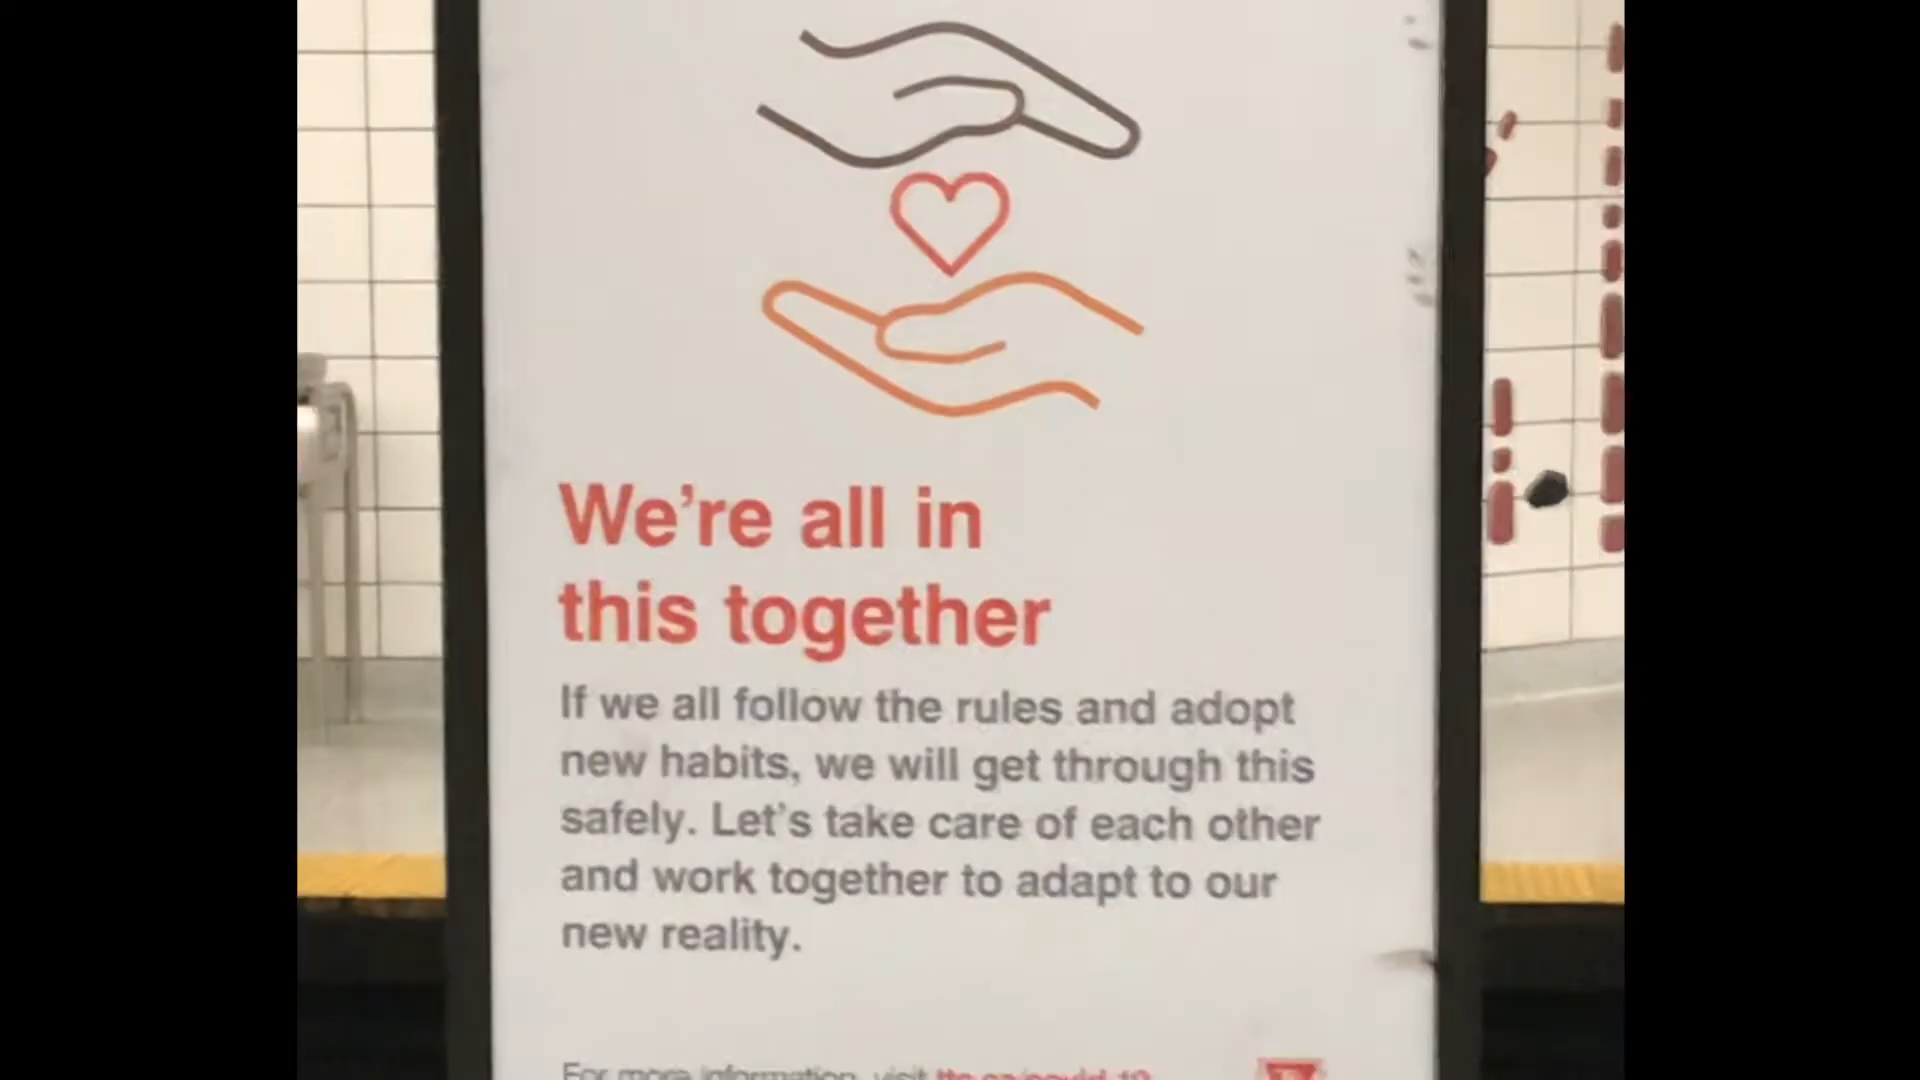 We're all in
this together
If we all follow the rules and adopt
new habits, we will get through this
safely. Let's take care of each other
and work together to adapt to our
new reality.
For more information, visit ttc.ca/covid-19